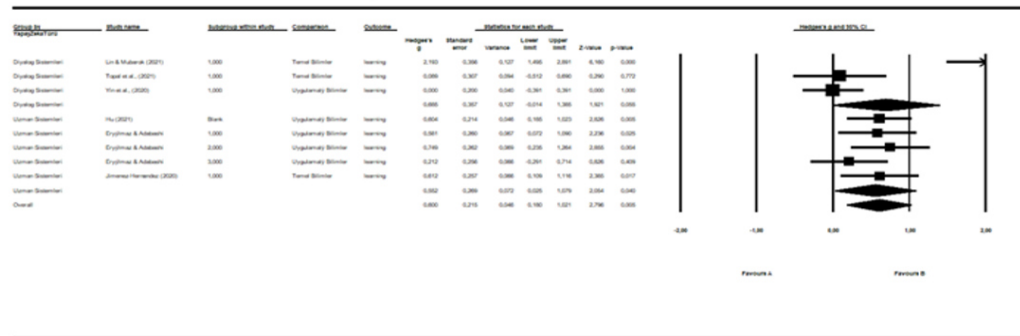 Group by Study name Subgroup within study Comparison Outcome Statistics for each study Hedges's g and 95% CI
YapayZekaTuru
Hedges's g Standard error Variance Lower limit Upper limit Z-Value p-Value
Diyalog Sistemleri Lin & Mubarok (2021) 1,000 Temel Bilimler learning 2,193 0,356 0,127 1,495 2,891 6,160 0,000
Diyalog Sistemleri Topal et al., (2021) 1,000 Temel Bilimler learning 0,089 0,307 0,094 -0,512 0,690 0,290 0,772
Diyalog Sistemleri Yin et al., (2020) 1,000 Uygulamalı Bilimler learning 0,000 0,200 0,040 -0,391 0,391 0,000 1,000
Diyalog Sistemleri 0,127 -0,014 1,921 0,055
Uzman Sistemleri Hu (2021) Blank Uygulamalı Bilimler learning 0,604 0,214 0,046 0,185 1,023 2,826 0,005
Uzman Sistemleri Eryılmaz & Adabashi 1,000 Uygulamalı Bilimler learning 0,581 0,260 0,067 0,072 1,090 2,236 0,025
Uzman Sistemleri Eryılmaz & Adabashi 2,000 Uygulamalı Bilimler learning 0,749 0,262 0,069 0,235 1,264 2,855 0,004
Uzman Sistemleri Eryılmaz & Adabashi 3,000 Uygulamalı Bilimler learning 0,212 0,256 0,066 -0,291 0,714 0,826 0,409
Uzman Sistemleri Jimenez-Hernandez (2020) 1,000 Temel Bilimler learning 0,612 0,257 0,066 0,109 1,116 2,385 0,017
Uzman Sistemleri 0,552 0,269 0,072 0,025 1,079 2,054 0,040
Overall 0,600 0,215 0,046 0,180 1,021 2,798 0,005
-2,00 -1,00 0,00 1,00 2,00
Favours A Favours B